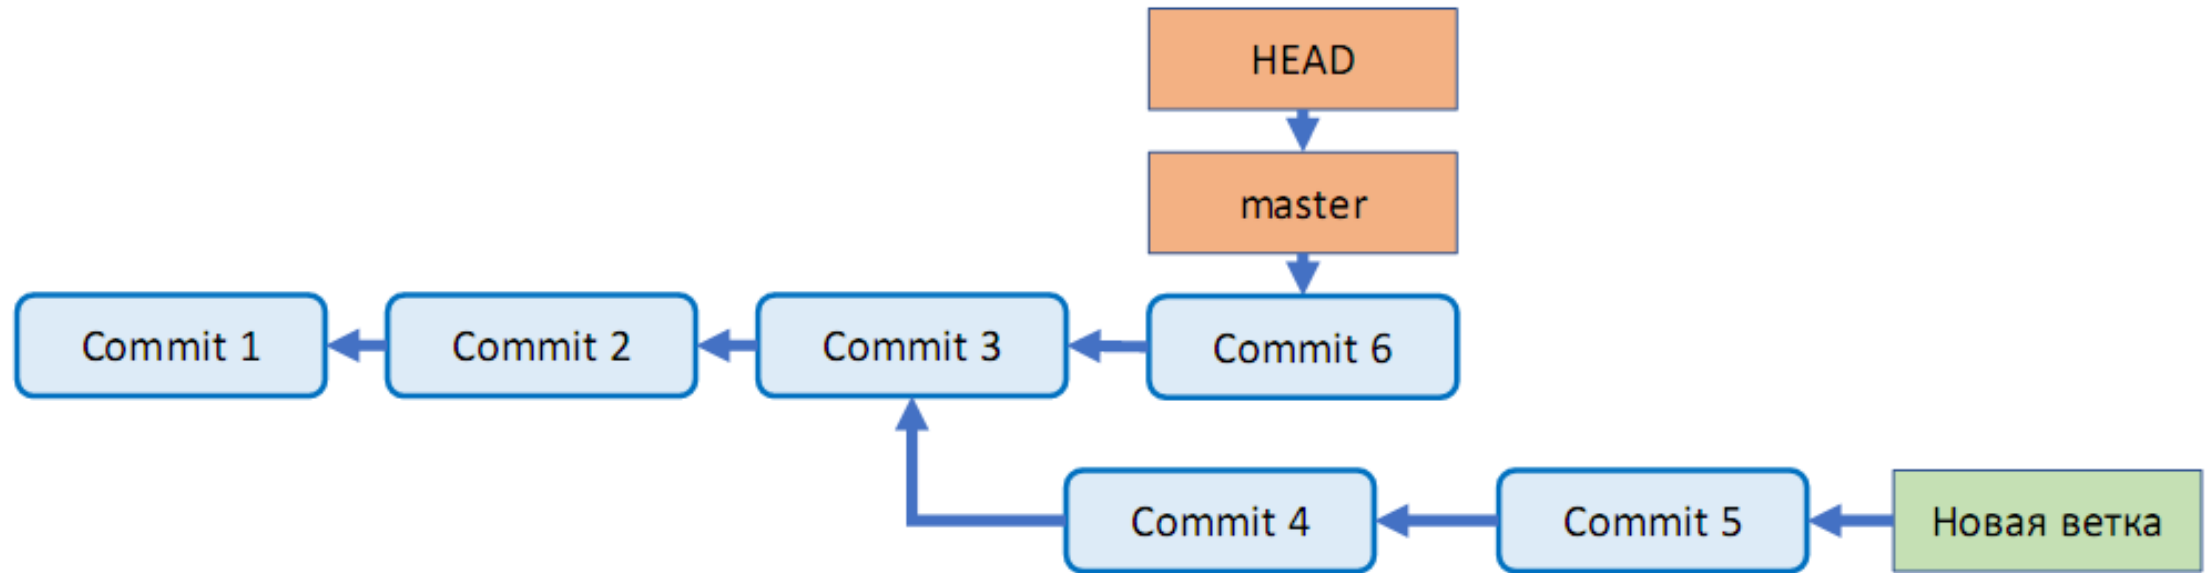 HEAD
master
Commit 1
Commit 2
Commit 3
Commit 6
Commit 4
Commit 5
Новая ветка